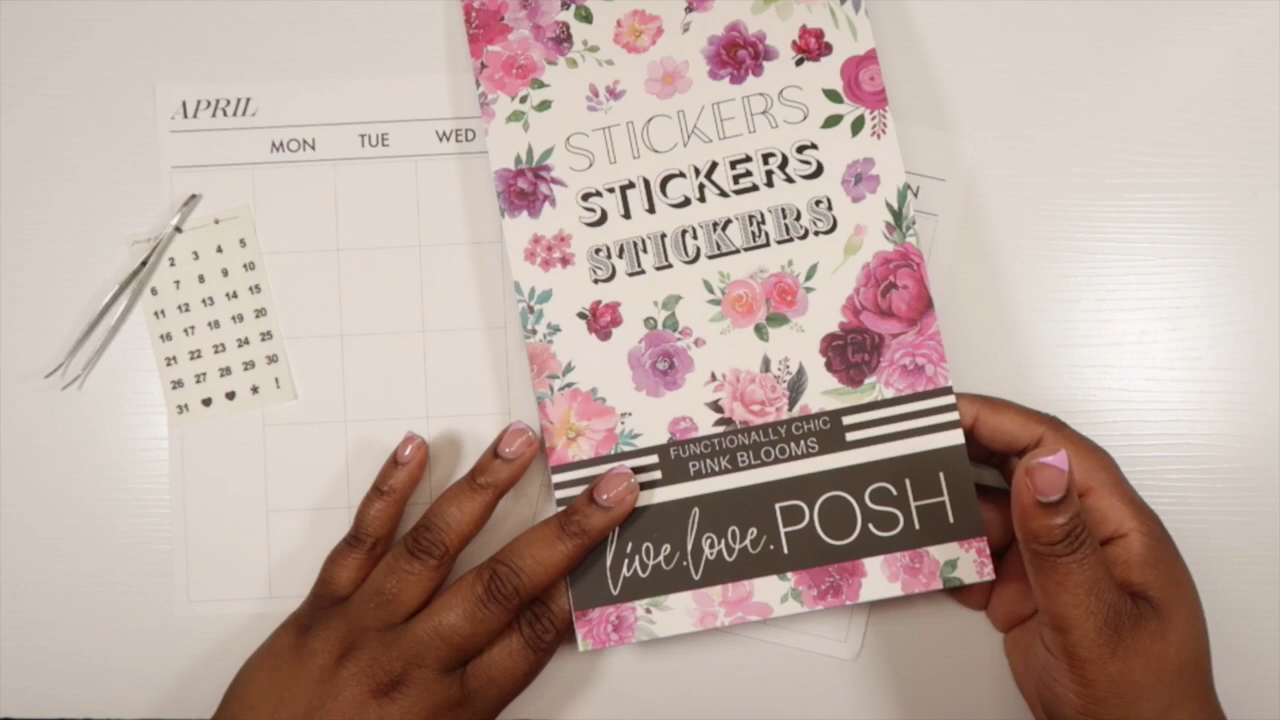 APRIL
MON TUE WED
2 3 4 5
6 7 8 9 10
11 12 13 14 15
16 17 18 19 20
21 22 23 24 25
26 27 28 29 30
31 ♥ ♥ * !
STICKERS
STICKERS
STICKERS
FUNCTIONALLY CHIC
PINK BLOOMS
live.love.POSH